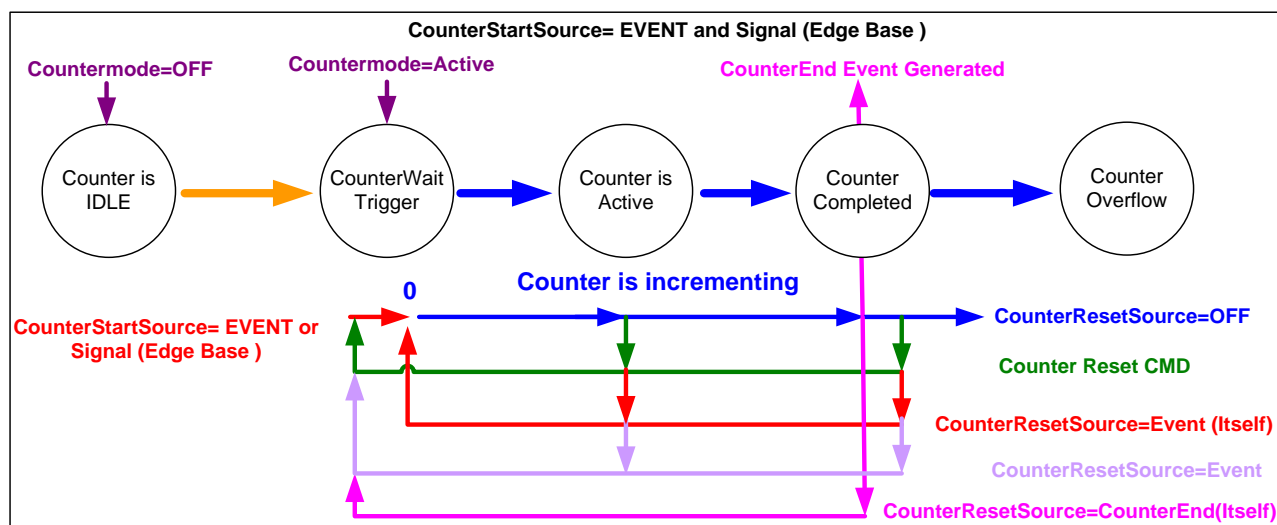 CounterStartSource= EVENT and Signal (Edge Base )
Countermode=OFF
Countermode=Active
CounterEnd Event Generated
Counter is
IDLE
CounterWait
Trigger
Counter is
Active
Counter
Completed
Counter
Overflow
0
Counter is incrementing
CounterStartSource= EVENT or
Signal (Edge Base )
CounterResetSource=OFF
Counter Reset CMD
CounterResetSource=Event (Itself)
CounterResetSource=Event
CounterResetSource=CounterEnd(Itself)